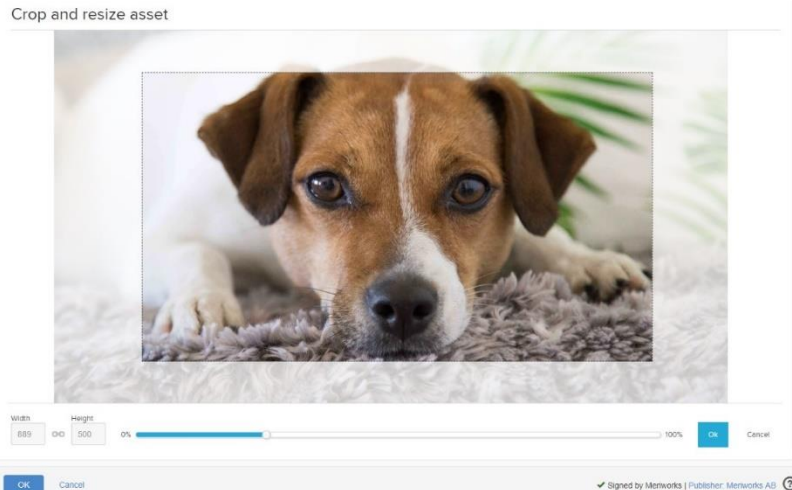 Crop and resize asset
Width Height
889 500 0% 100% Ok Cancel
OK Cancel Signed by Meriworks | Publisher: Meriworks AB ?